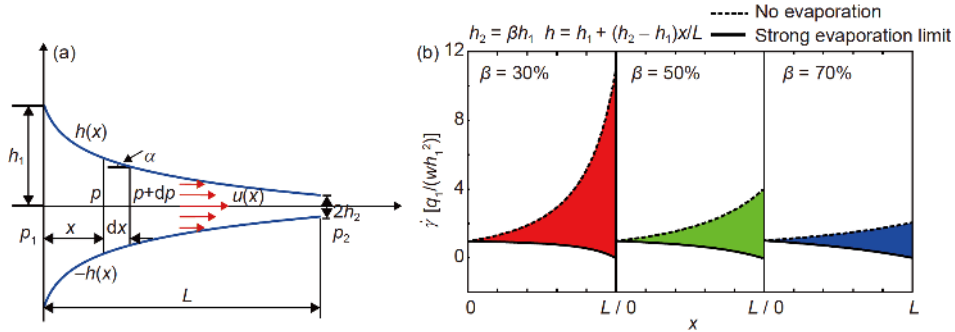 (a)
h(x)
α
h₁
p
p+dp
u(x)
2h₂
p₁
x
dx
p₂
−h(x)
L
No evaporation
h₂ = βh₁ h = h₁ + (h₂ − h₁)x/L
Strong evaporation limit
(b)
12
β = 30%
β = 50%
β = 70%
8
γ̇ [q₁/(wh₁²)]
4
0
0
L / 0
L / 0
L
x